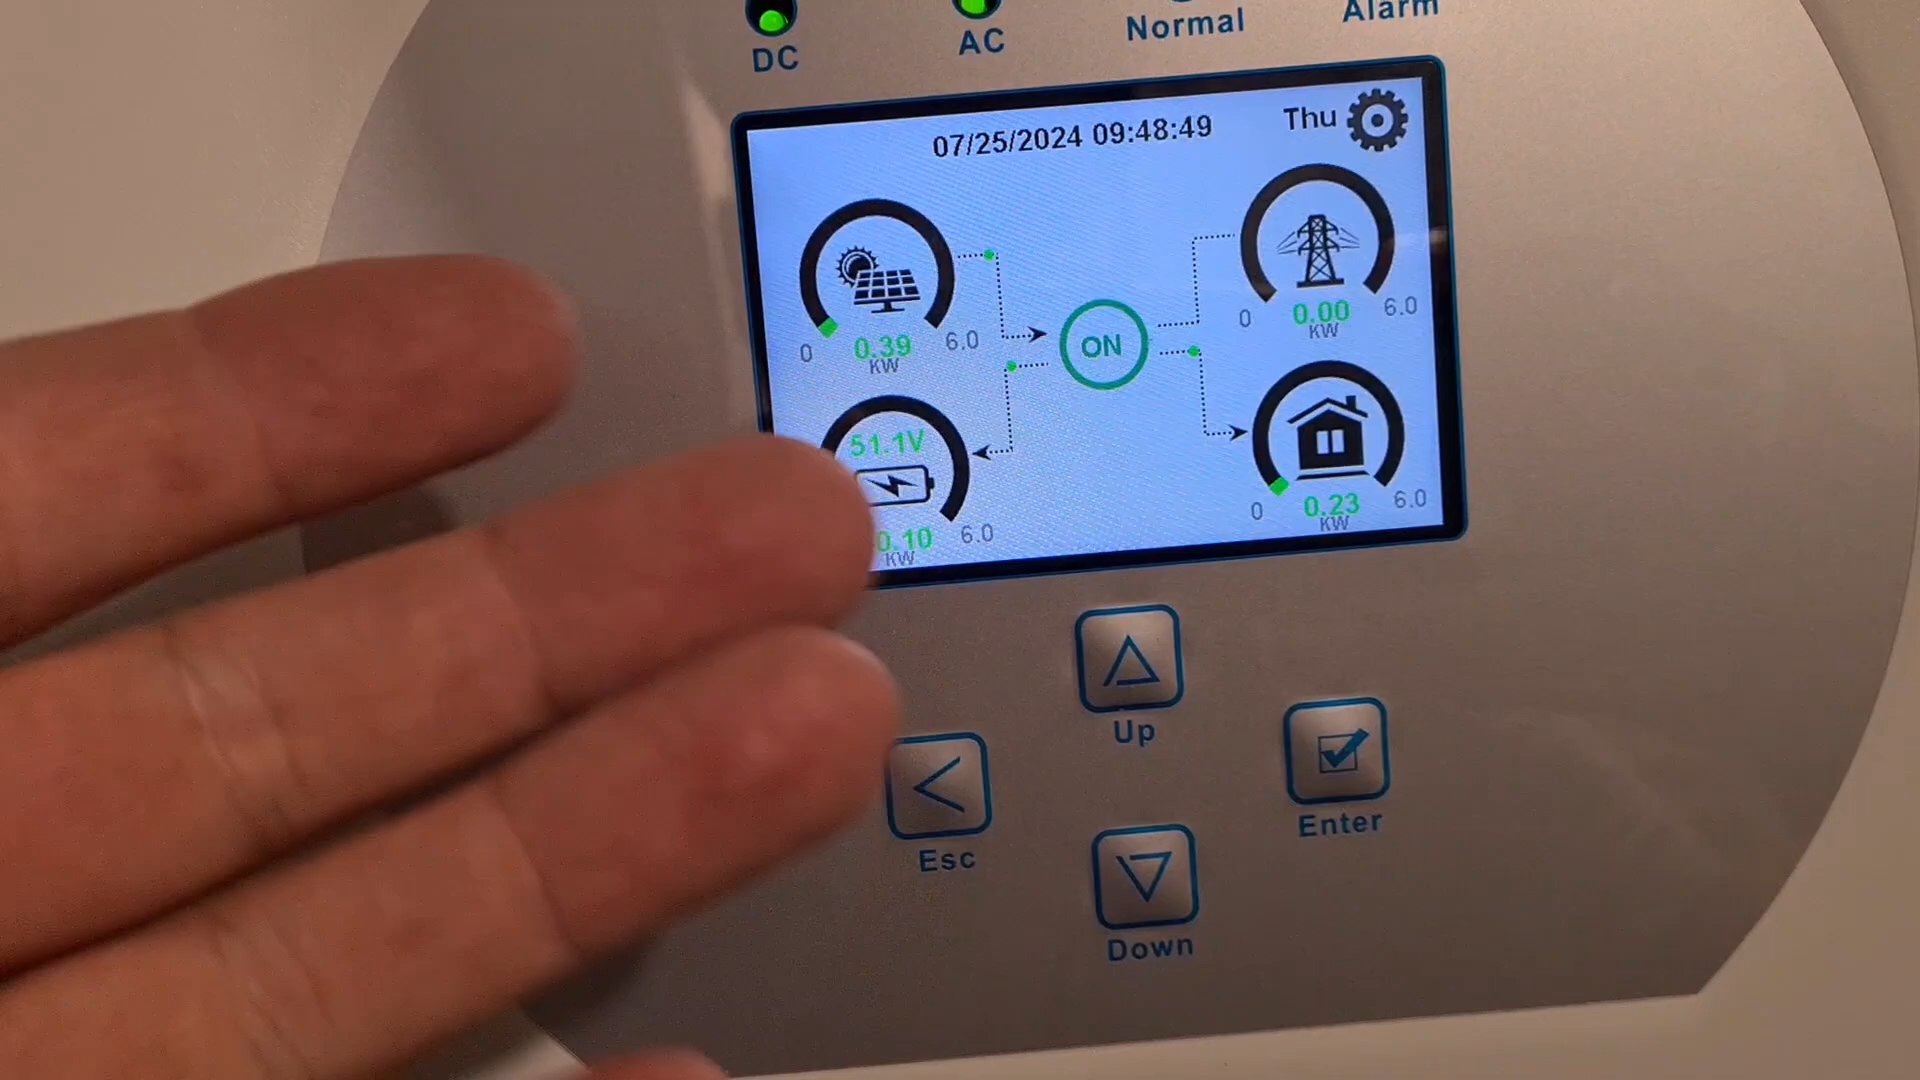 DC
AC
Normal
Alarm
07/25/2024 09:48:49
Thu
0
0.39
6.0
KW
0
0.00
6.0
KW
ON
51.1V
0.10
6.0
KW
0
0.23
6.0
KW
Up
Esc
Enter
Down